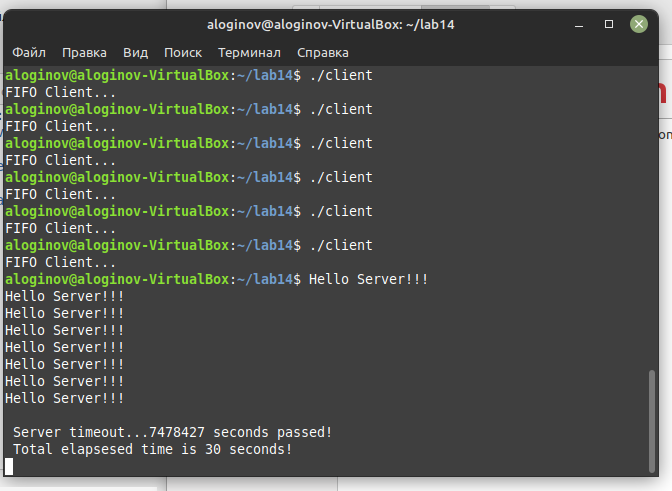 aloginov@aloginov-VirtualBox: ~/lab14
Файл Правка Вид Поиск Терминал Справка
aloginov@aloginov-VirtualBox:~/lab14$ ./client
FIFO Client...
aloginov@aloginov-VirtualBox:~/lab14$ ./client
FIFO Client...
aloginov@aloginov-VirtualBox:~/lab14$ ./client
FIFO Client...
aloginov@aloginov-VirtualBox:~/lab14$ ./client
FIFO Client...
aloginov@aloginov-VirtualBox:~/lab14$ ./client
FIFO Client...
aloginov@aloginov-VirtualBox:~/lab14$ ./client
FIFO Client...
aloginov@aloginov-VirtualBox:~/lab14$ Hello Server!!!
Hello Server!!!
Hello Server!!!
Hello Server!!!
Hello Server!!!
Hello Server!!!
Hello Server!!!
Hello Server!!!
Server timeout...7478427 seconds passed!
Total elapsesed time is 30 seconds!